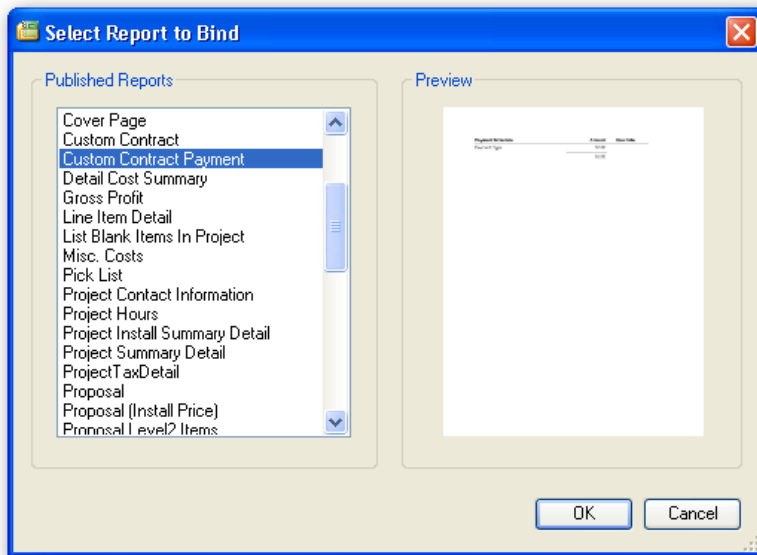 Select Report to Bind
Published Reports
Cover Page
Custom Contract
Custom Contract Payment
Detail Cost Summary
Gross Profit
Line Item Detail
List Blank Items In Project
Misc. Costs
Pick List
Project Contact Information
Project Hours
Project Install Summary Detail
Project Summary Detail
ProjectTaxDetail
Proposal
Proposal (Install Price)
Proposal Level2 Items
Preview
OK
Cancel